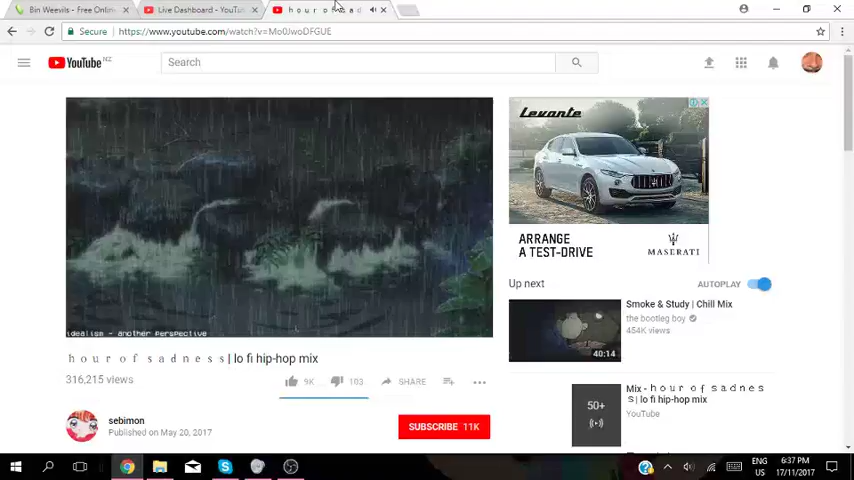 Bin Weevils - Free Online
Live Dashboard - YouTu
h o u r o f s a d
Secure https://www.youtube.com/watch?v=Mo0JwoDFGUE
YouTube NZ
Search
Levante
ARRANGE
A TEST-DRIVE
MASERATI
idealism - another perspective
Up next
AUTOPLAY
Smoke & Study | Chill Mix
the bootleg boy
454K views
40:14
h o u r o f s a d n e s s | lo fi hip-hop mix
316,215 views
9K
103
SHARE
Mix - h o u r o f s a d n e s
s | lo fi hip-hop mix
YouTube
50+
sebimon
Published on May 20, 2017
SUBSCRIBE 11K
ENG
US
6:37 PM
17/11/2017